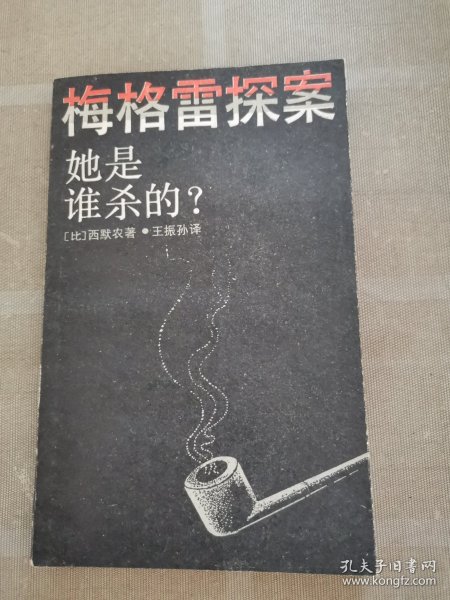 梅格雷探案
她是
谁杀的?
[比]西默农著●王振孙译
孔夫子旧书网
www.kongfz.com